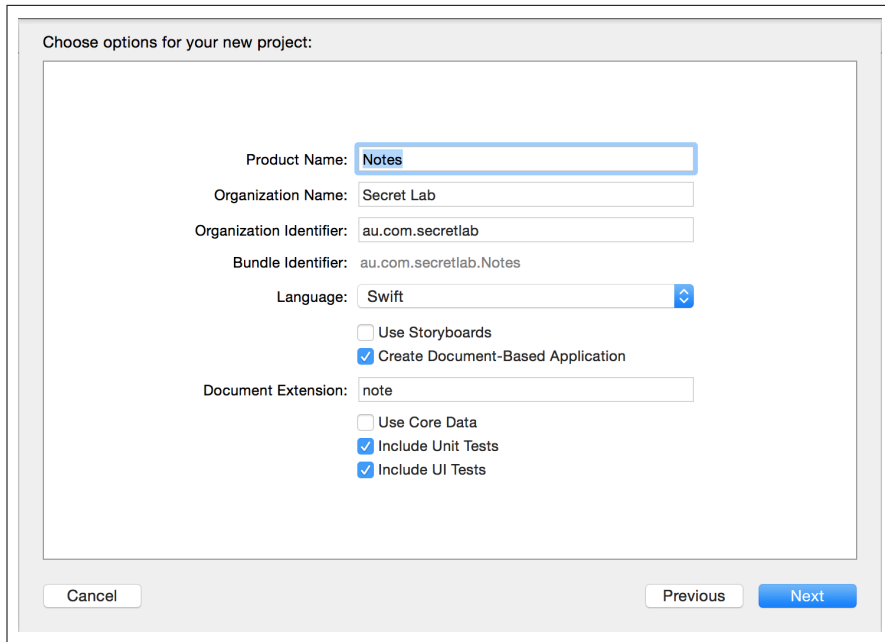 Choose options for your new project:
Product Name: Notes
Organization Name: Secret Lab
Organization Identifier: au.com.secretlab
Bundle Identifier: au.com.secretlab.Notes
Language: Swift
Use Storyboards
Create Document-Based Application
Document Extension: note
Use Core Data
Include Unit Tests
Include UI Tests
Cancel Previous Next